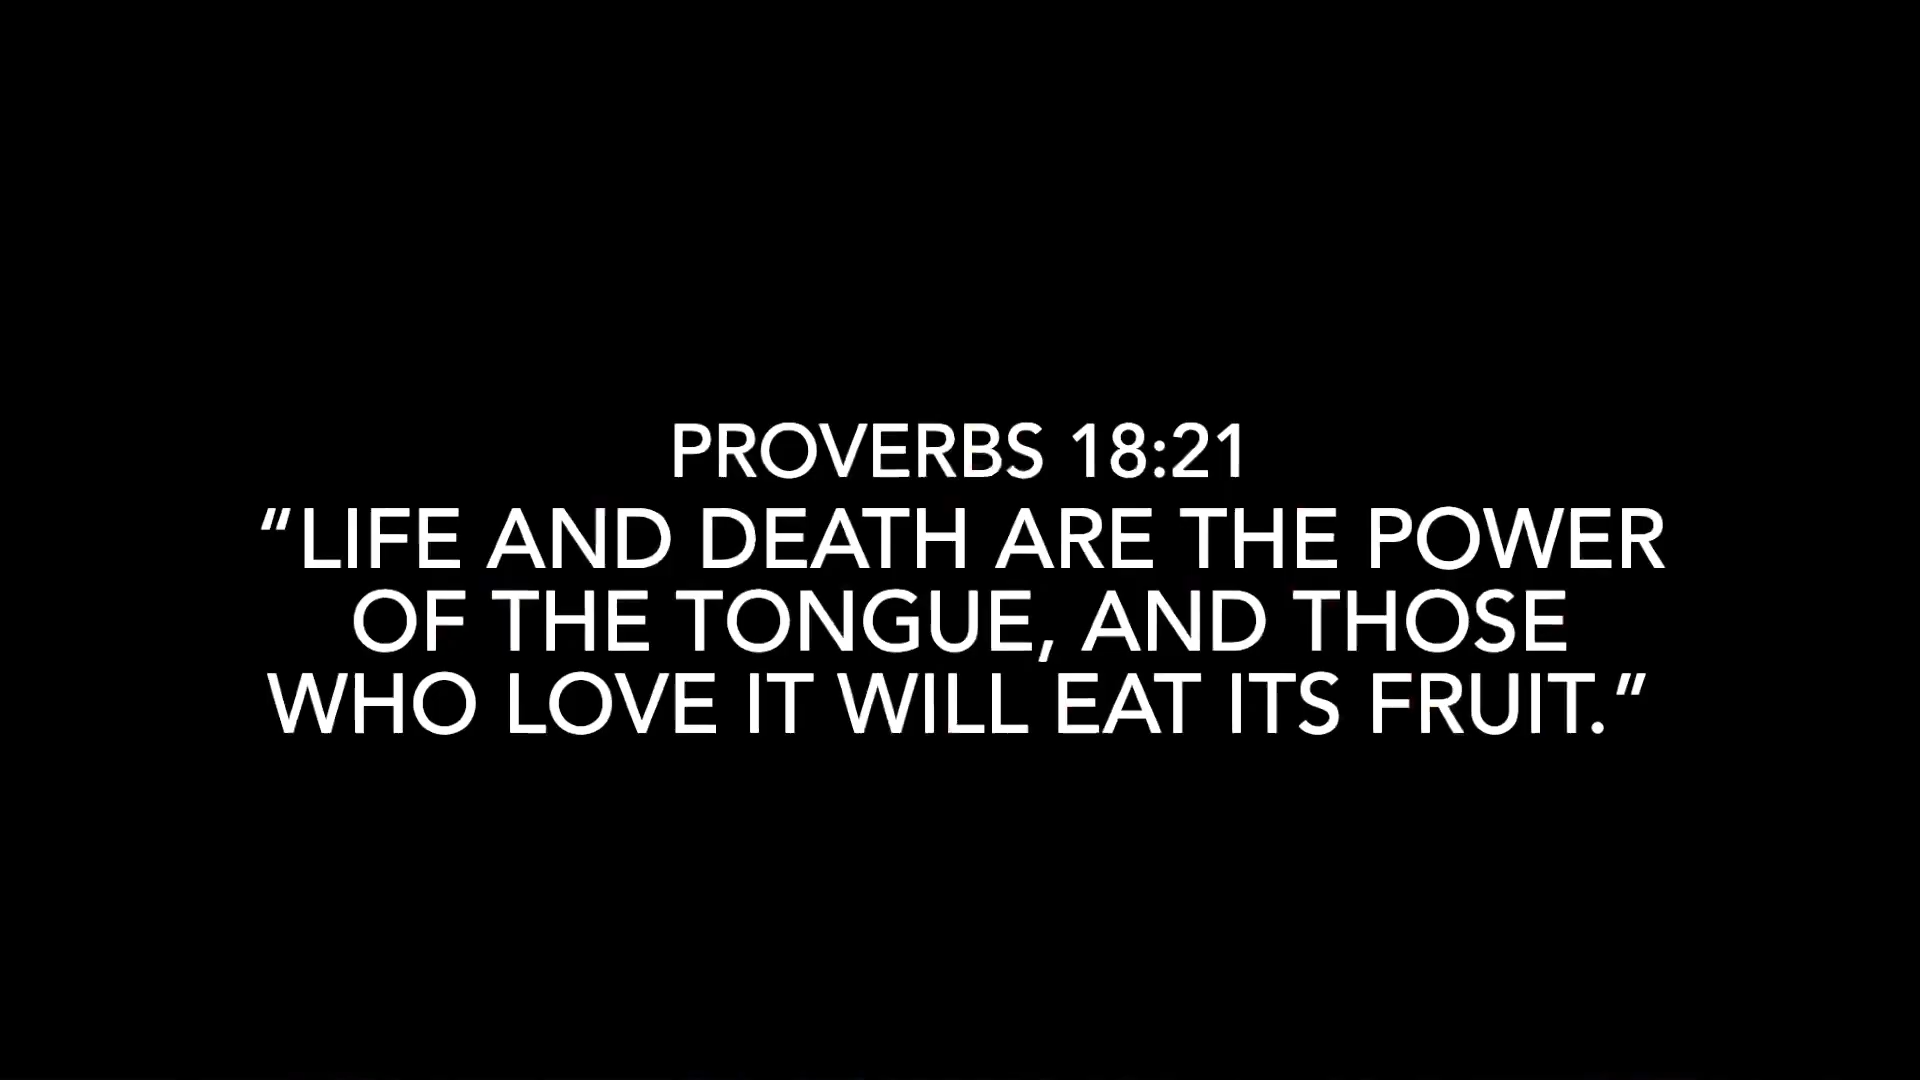 PROVERBS 18:21
“LIFE AND DEATH ARE THE POWER
OF THE TONGUE, AND THOSE
WHO LOVE IT WILL EAT ITS FRUIT.”